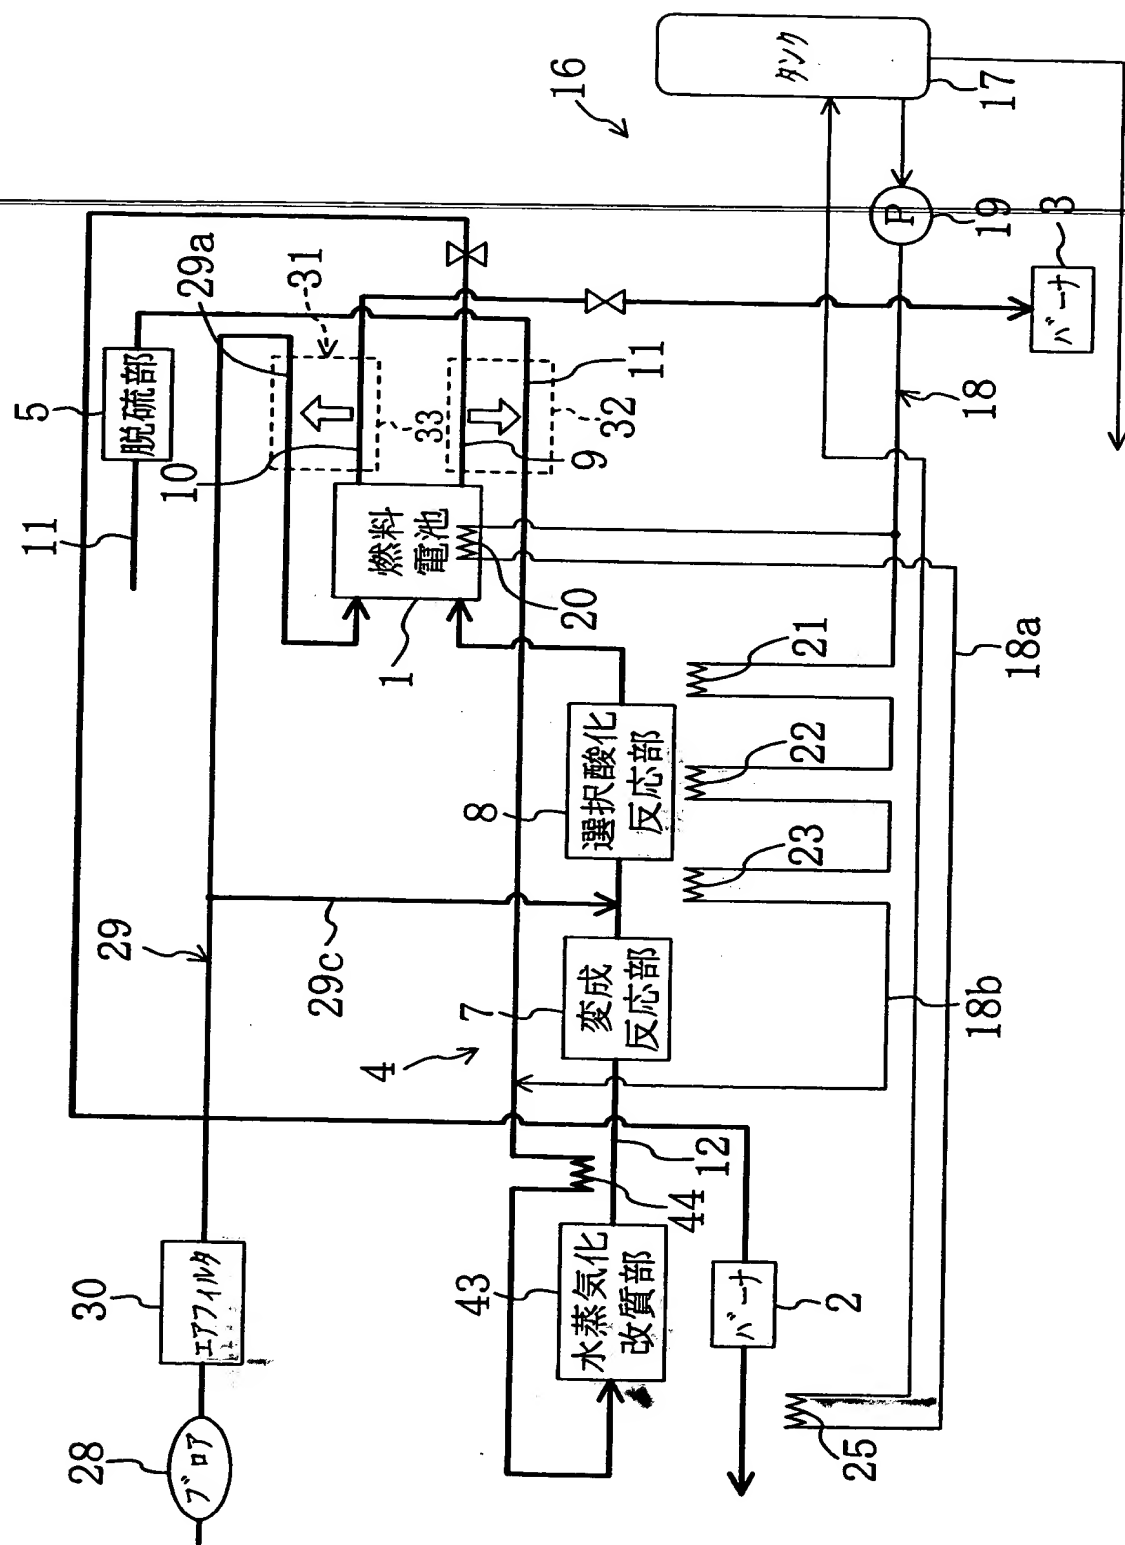 28
30
29
11
5
ブロア
エアフィルタ
脱硫部
10
29a
31
29c
4
1
燃料
電池
33
43
7
8
20
9
32
11
水蒸気化
改質部
変成
反応部
選択酸化
反応部
44
12
16
2
バーナ
23
22
21
タンク
25
18b
18a
18
P
19
17
バーナ
3